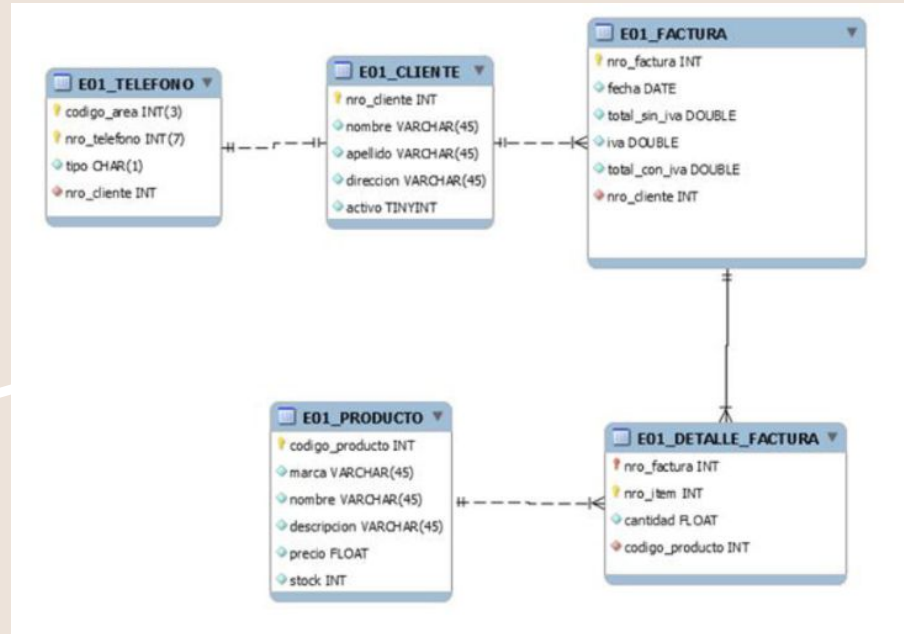 E01_TELEFONO
codigo_area INT(3)
nro_telefono INT(7)
tipo CHAR(1)
nro_cliente INT
E01_CLIENTE
nro_cliente INT
nombre VARCHAR(45)
apellido VARCHAR(45)
direccion VARCHAR(45)
activo TINYINT
E01_FACTURA
nro_factura INT
fecha DATE
total_sin_iva DOUBLE
iva DOUBLE
total_con_iva DOUBLE
nro_cliente INT
E01_PRODUCTO
codigo_producto INT
marca VARCHAR(45)
nombre VARCHAR(45)
descripcion VARCHAR(45)
precio FLOAT
stock INT
E01_DETALLE_FACTURA
nro_factura INT
nro_item INT
cantidad FLOAT
codigo_producto INT